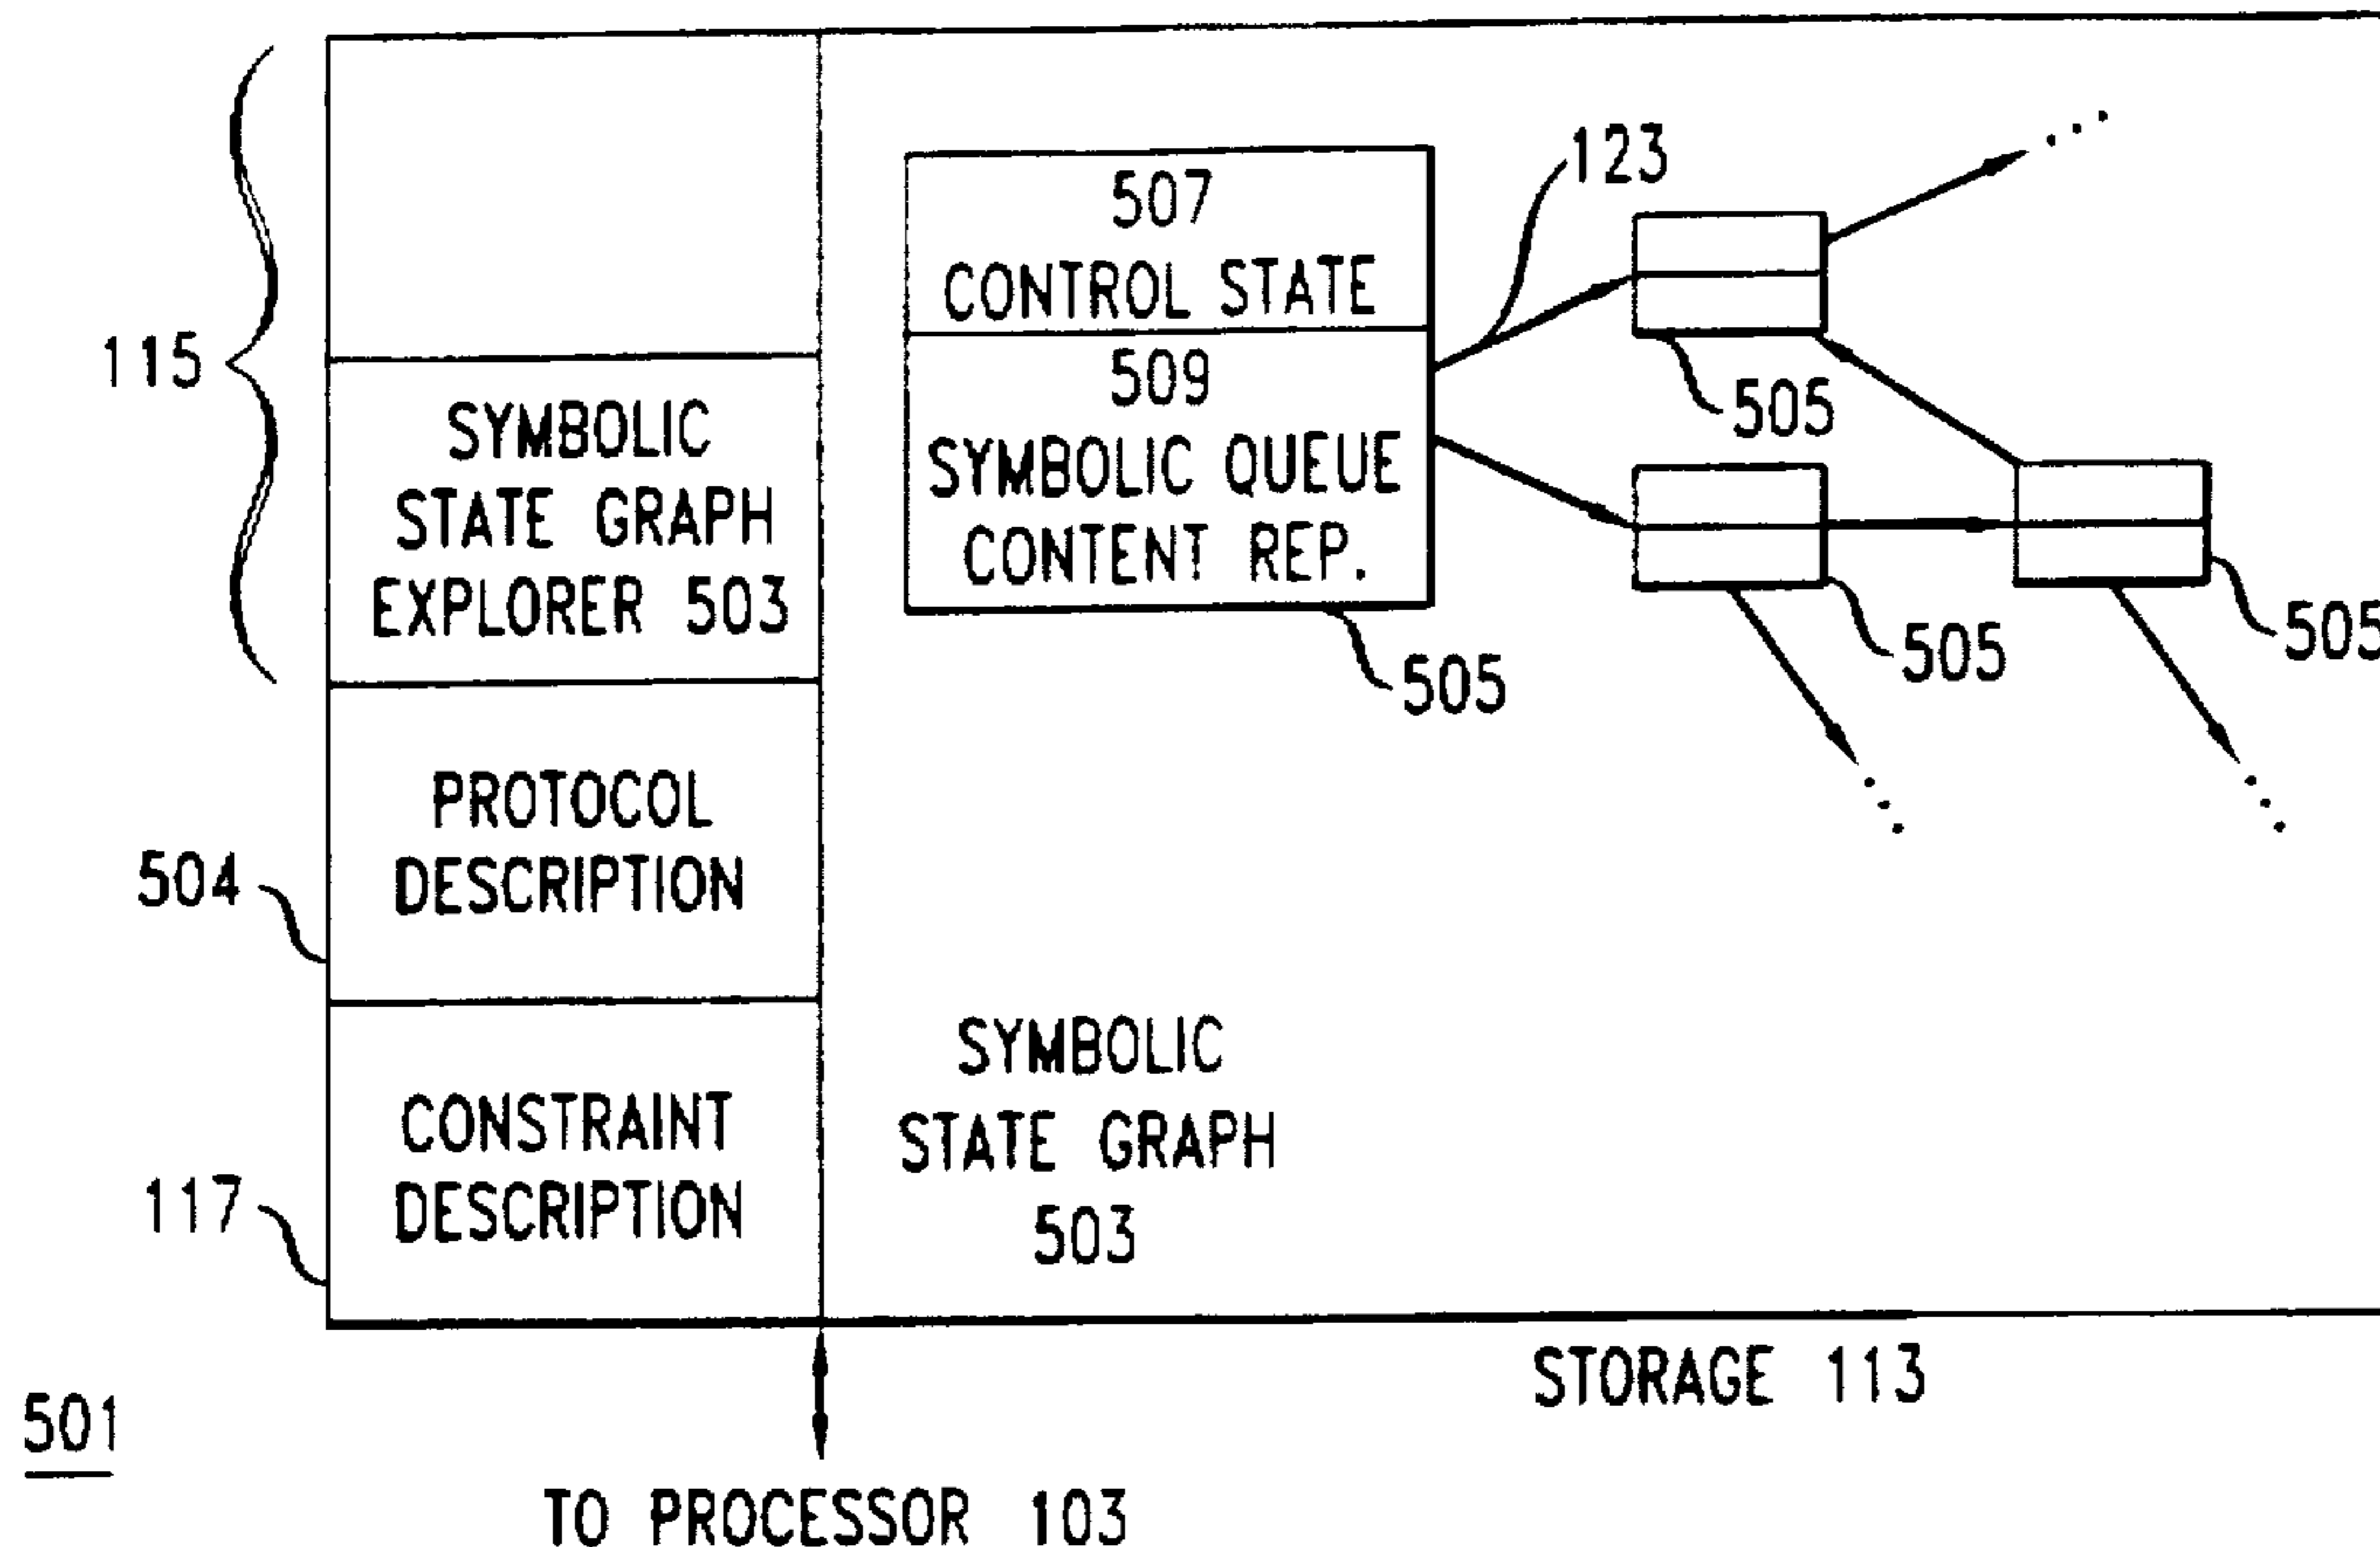 123
507
CONTROL STATE
509
SYMBOLIC QUEUE
CONTENT REP.
505
505
505
505
115
SYMBOLIC
STATE GRAPH
EXPLORER 503
PROTOCOL
DESCRIPTION
504
CONSTRAINT
DESCRIPTION
117
SYMBOLIC
STATE GRAPH
503
STORAGE 113
501
TO PROCESSOR 103